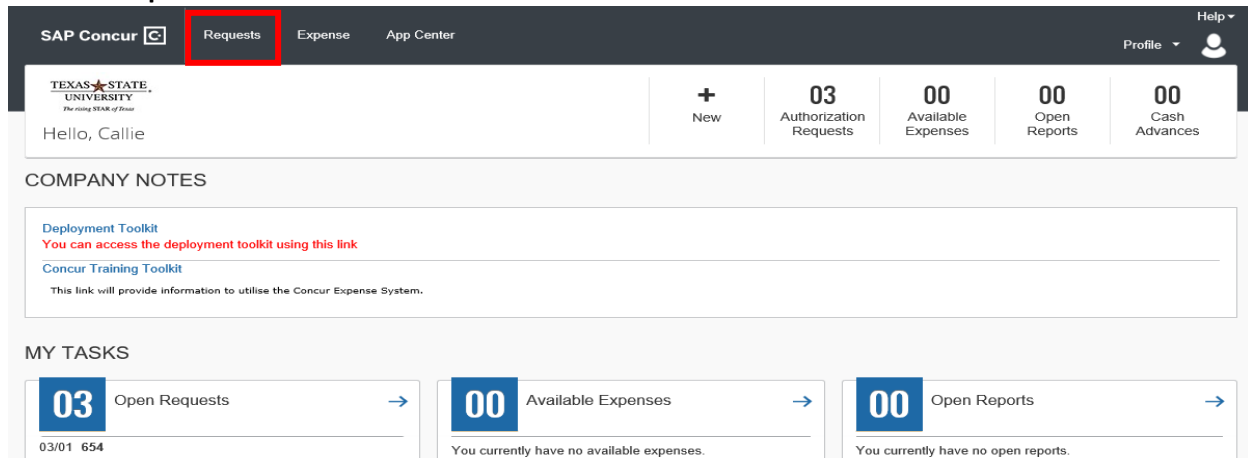 Help
SAP Concur C Requests Expense App Center
Profile
TEXAS STATE
UNIVERSITY
The rising STAR of Texas
Hello, Callie
+
New
03
Authorization
Requests
00
Available
Expenses
00
Open
Reports
00
Cash
Advances
COMPANY NOTES
Deployment Toolkit
You can access the deployment toolkit using this link
Concur Training Toolkit
This link will provide information to utilise the Concur Expense System.
MY TASKS
03 Open Requests →
03/01 654
00 Available Expenses →
You currently have no available expenses.
00 Open Reports →
You currently have no open reports.